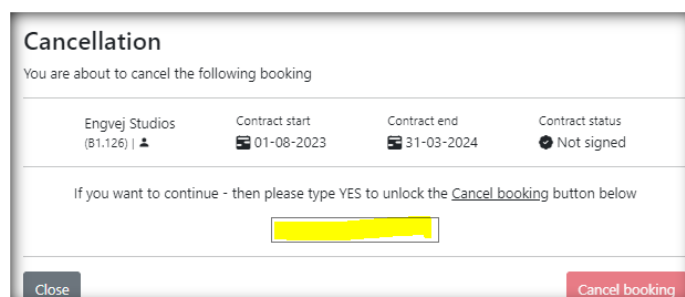 Cancellation
You are about to cancel the following booking
Engvej Studios Contract start Contract end Contract status
(B1.126) | 01-08-2023 31-03-2024 Not signed
If you want to continue - then please type YES to unlock the Cancel booking button below
Close Cancel booking